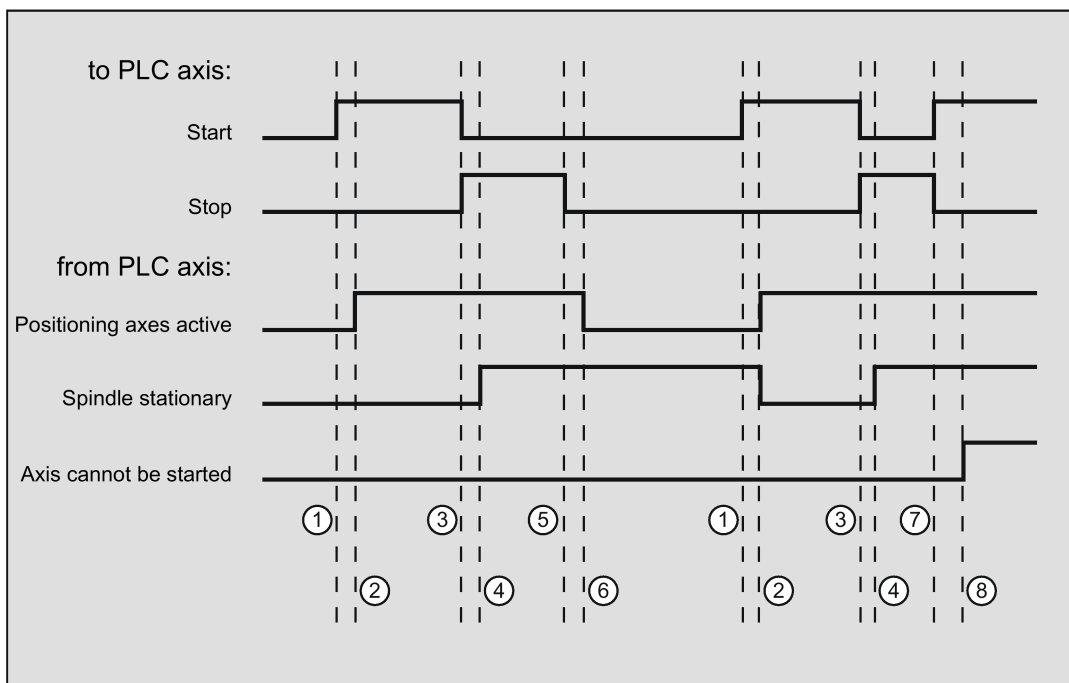 to PLC axis:
Start
Stop
from PLC axis:
Positioning axes active
Spindle stationary
Axis cannot be started
1 3 5 1 3 7
2 4 6 2 4 8